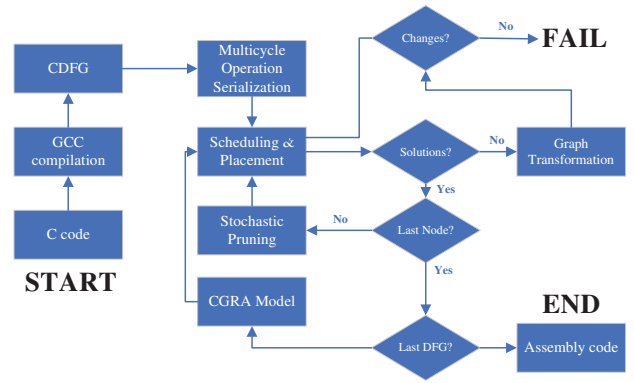 Changes?
No
FAIL
CDFG
Multicycle
Operation
Serialization
GCC
compilation
Scheduling &
Placement
Solutions?
No
Graph
Transformation
Yes
C code
Stochastic
Pruning
No
Last Node?
START
Yes
CGRA Model
END
Last DFG?
Assembly code